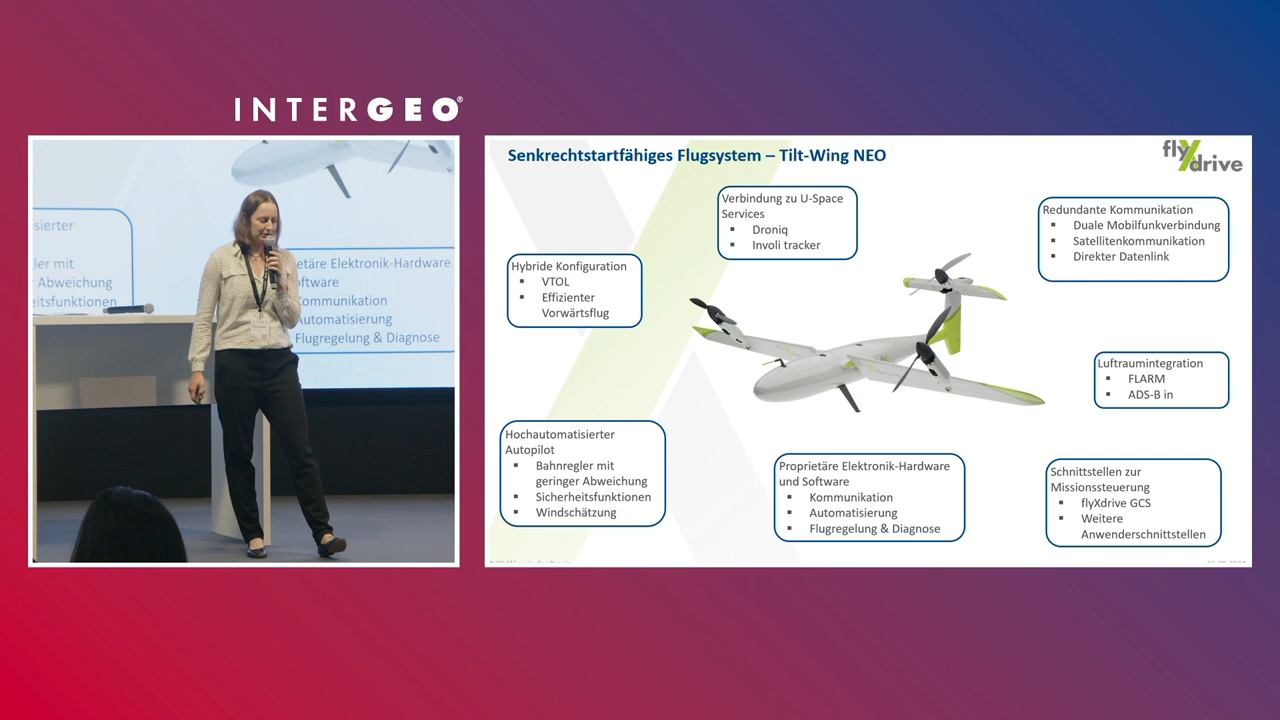 INTERGEO®
sierter
gler mit
Abweichung
eitsfunktionen
etäre Elektronik-Hardware
oftware
Kommunikation
Automatisierung
Flugregelung & Diagnose
Senkrechtstartfähiges Flugsystem – Tilt-Wing NEO
flyXdrive
Verbindung zu U-Space
Services
▪ Droniq
▪ Involi tracker
Redundante Kommunikation
▪ Duale Mobilfunkverbindung
▪ Satellitenkommunikation
▪ Direkter Datenlink
Hybride Konfiguration
▪ VTOL
▪ Effizienter
Vorwärtsflug
Luftraumintegration
▪ FLARM
▪ ADS-B in
Hochautomatisierter
Autopilot
▪ Bahnregler mit
geringer Abweichung
▪ Sicherheitsfunktionen
▪ Windschätzung
Proprietäre Elektronik-Hardware
und Software
▪ Kommunikation
▪ Automatisierung
▪ Flugregelung & Diagnose
Schnittstellen zur
Missionssteuerung
▪ flyXdrive GCS
▪ Weitere
Anwenderschnittstellen